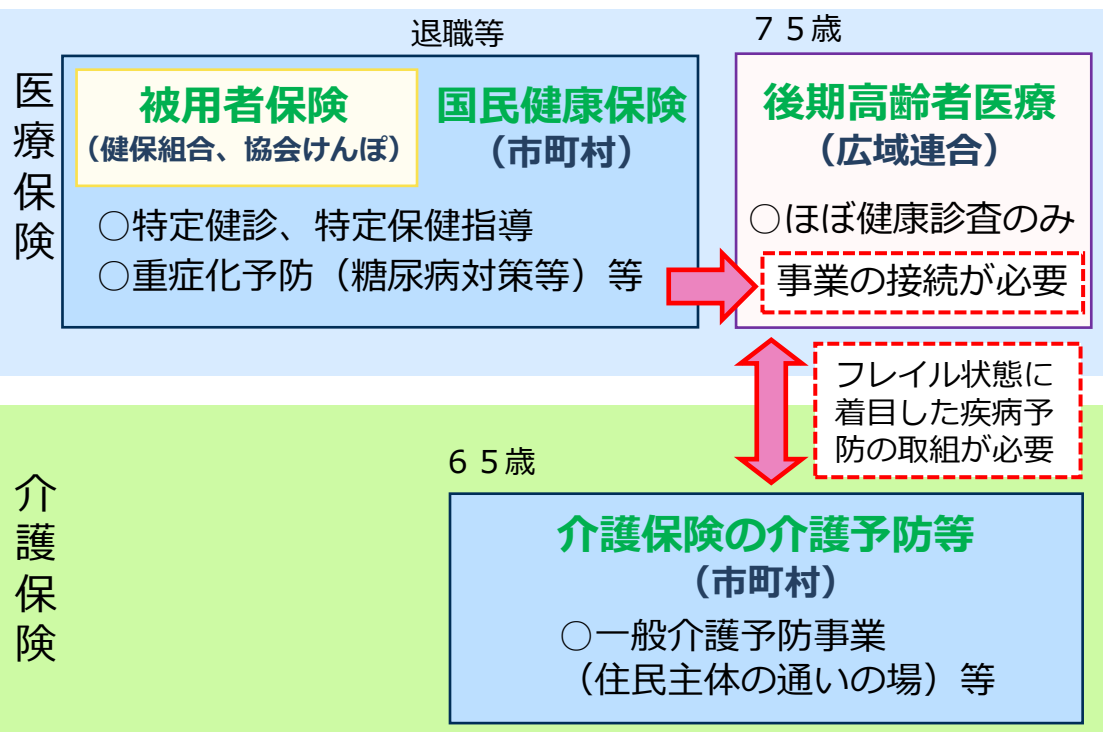 退職等
７５歳
医療保険
被用者保険
（健保組合、協会けんぽ）
国民健康保険
（市町村）
○特定健診、特定保健指導
○重症化予防（糖尿病対策等）等
後期高齢者医療
（広域連合）
○ほぼ健康診査のみ
事業の接続が必要
フレイル状態に
着目した疾病予
防の取組が必要
介護保険
６５歳
介護保険の介護予防等
（市町村）
○一般介護予防事業
（住民主体の通いの場）等